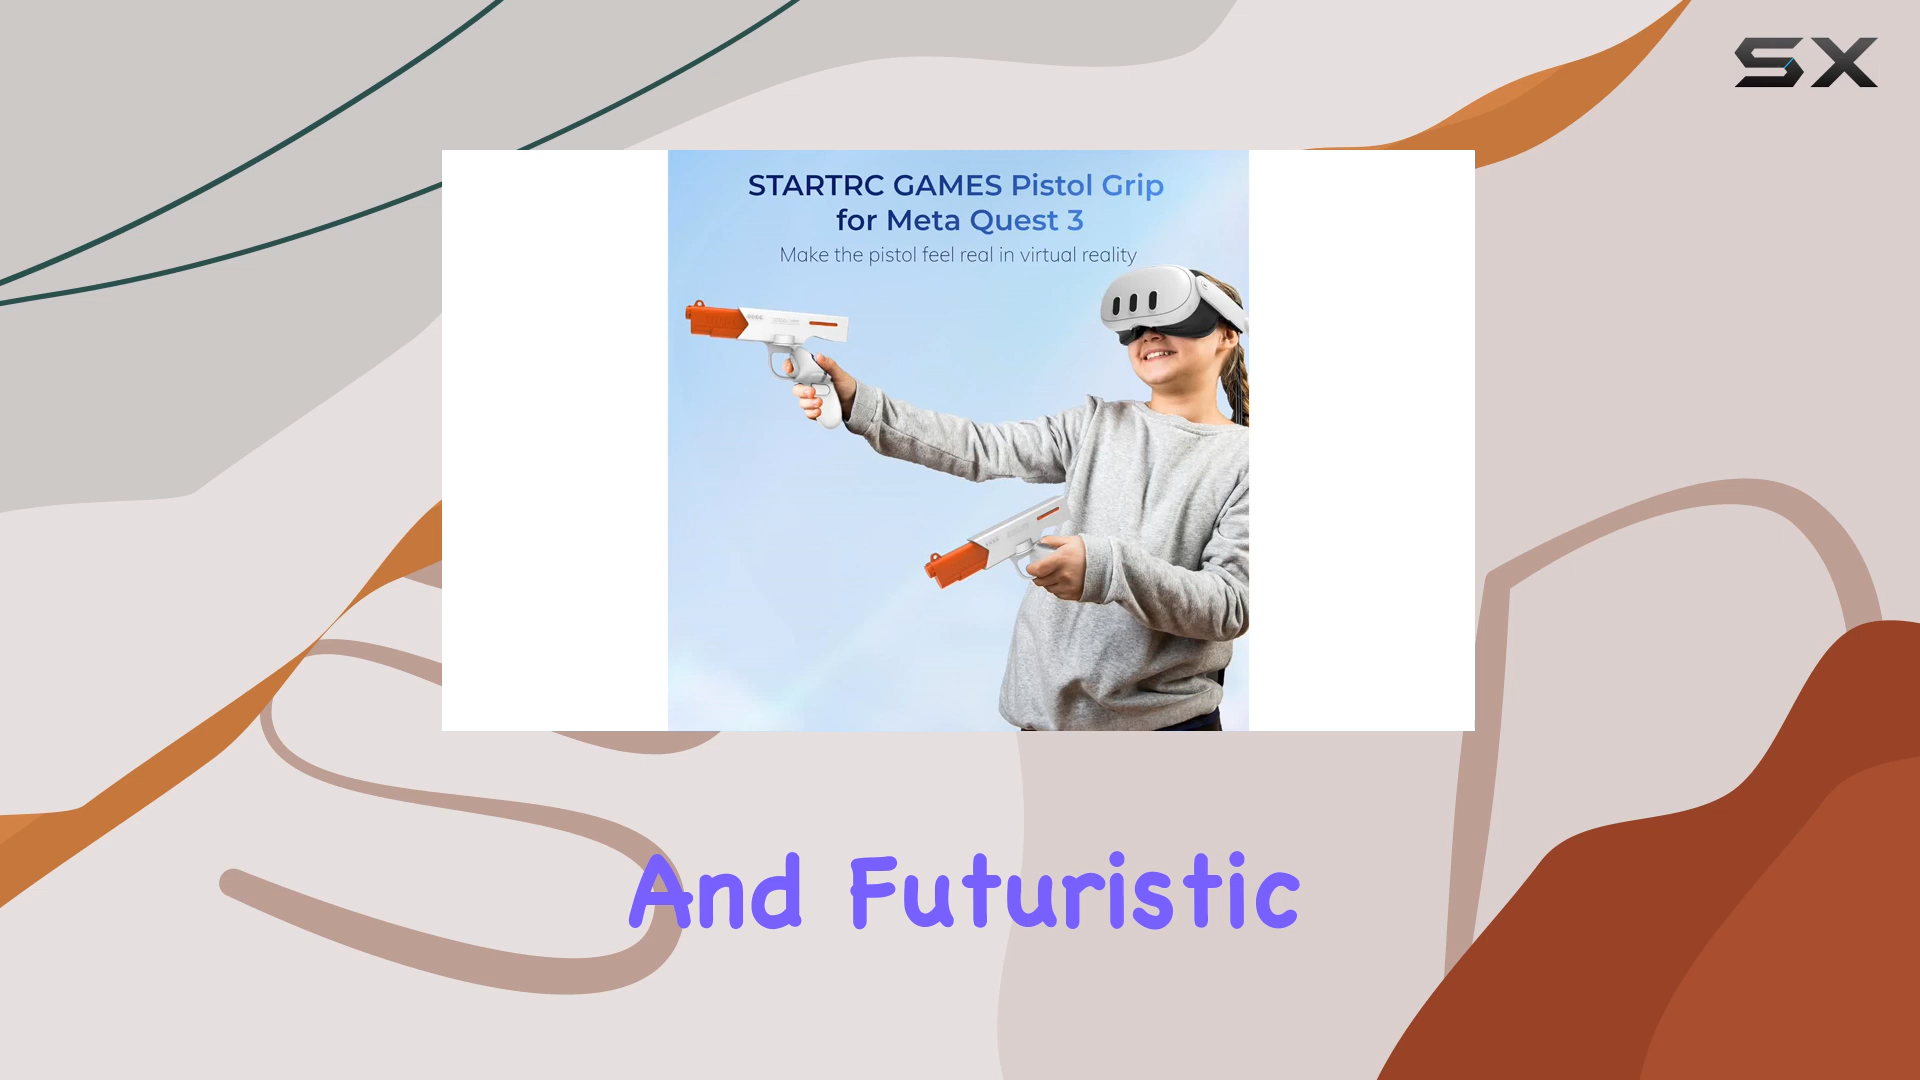 SX
STARTRC GAMES Pistol Grip
for Meta Quest 3
Make the pistol feel real in virtual reality
And Futuristic